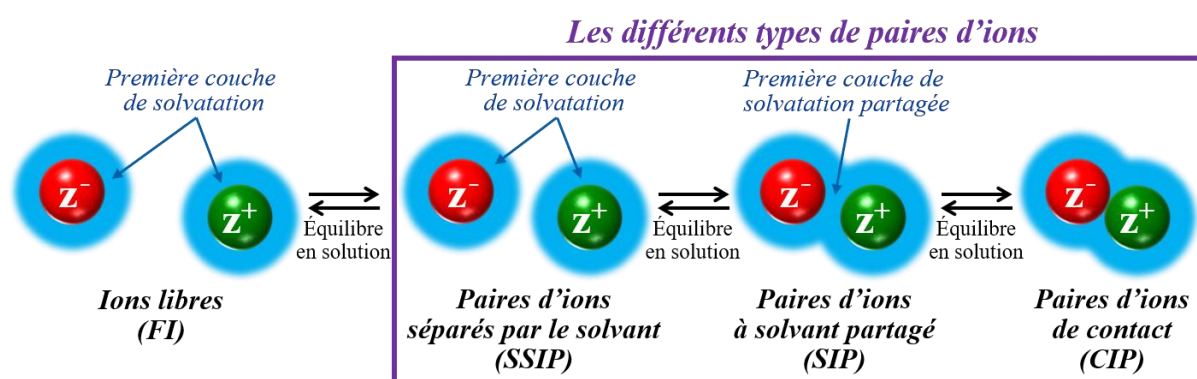 Les différents types de paires d'ions
Première couche
de solvatation
Première couche
de solvatation
Première couche de
solvatation partagée
z⁻
z⁺
Équilibre
en solution
z⁻
z⁺
Équilibre
en solution
z⁻
z⁺
Équilibre
en solution
z⁻
z⁺
Ions libres
(FI)
Paires d'ions
séparés par le solvant
(SSIP)
Paires d'ions
à solvant partagé
(SIP)
Paires d'ions
de contact
(CIP)